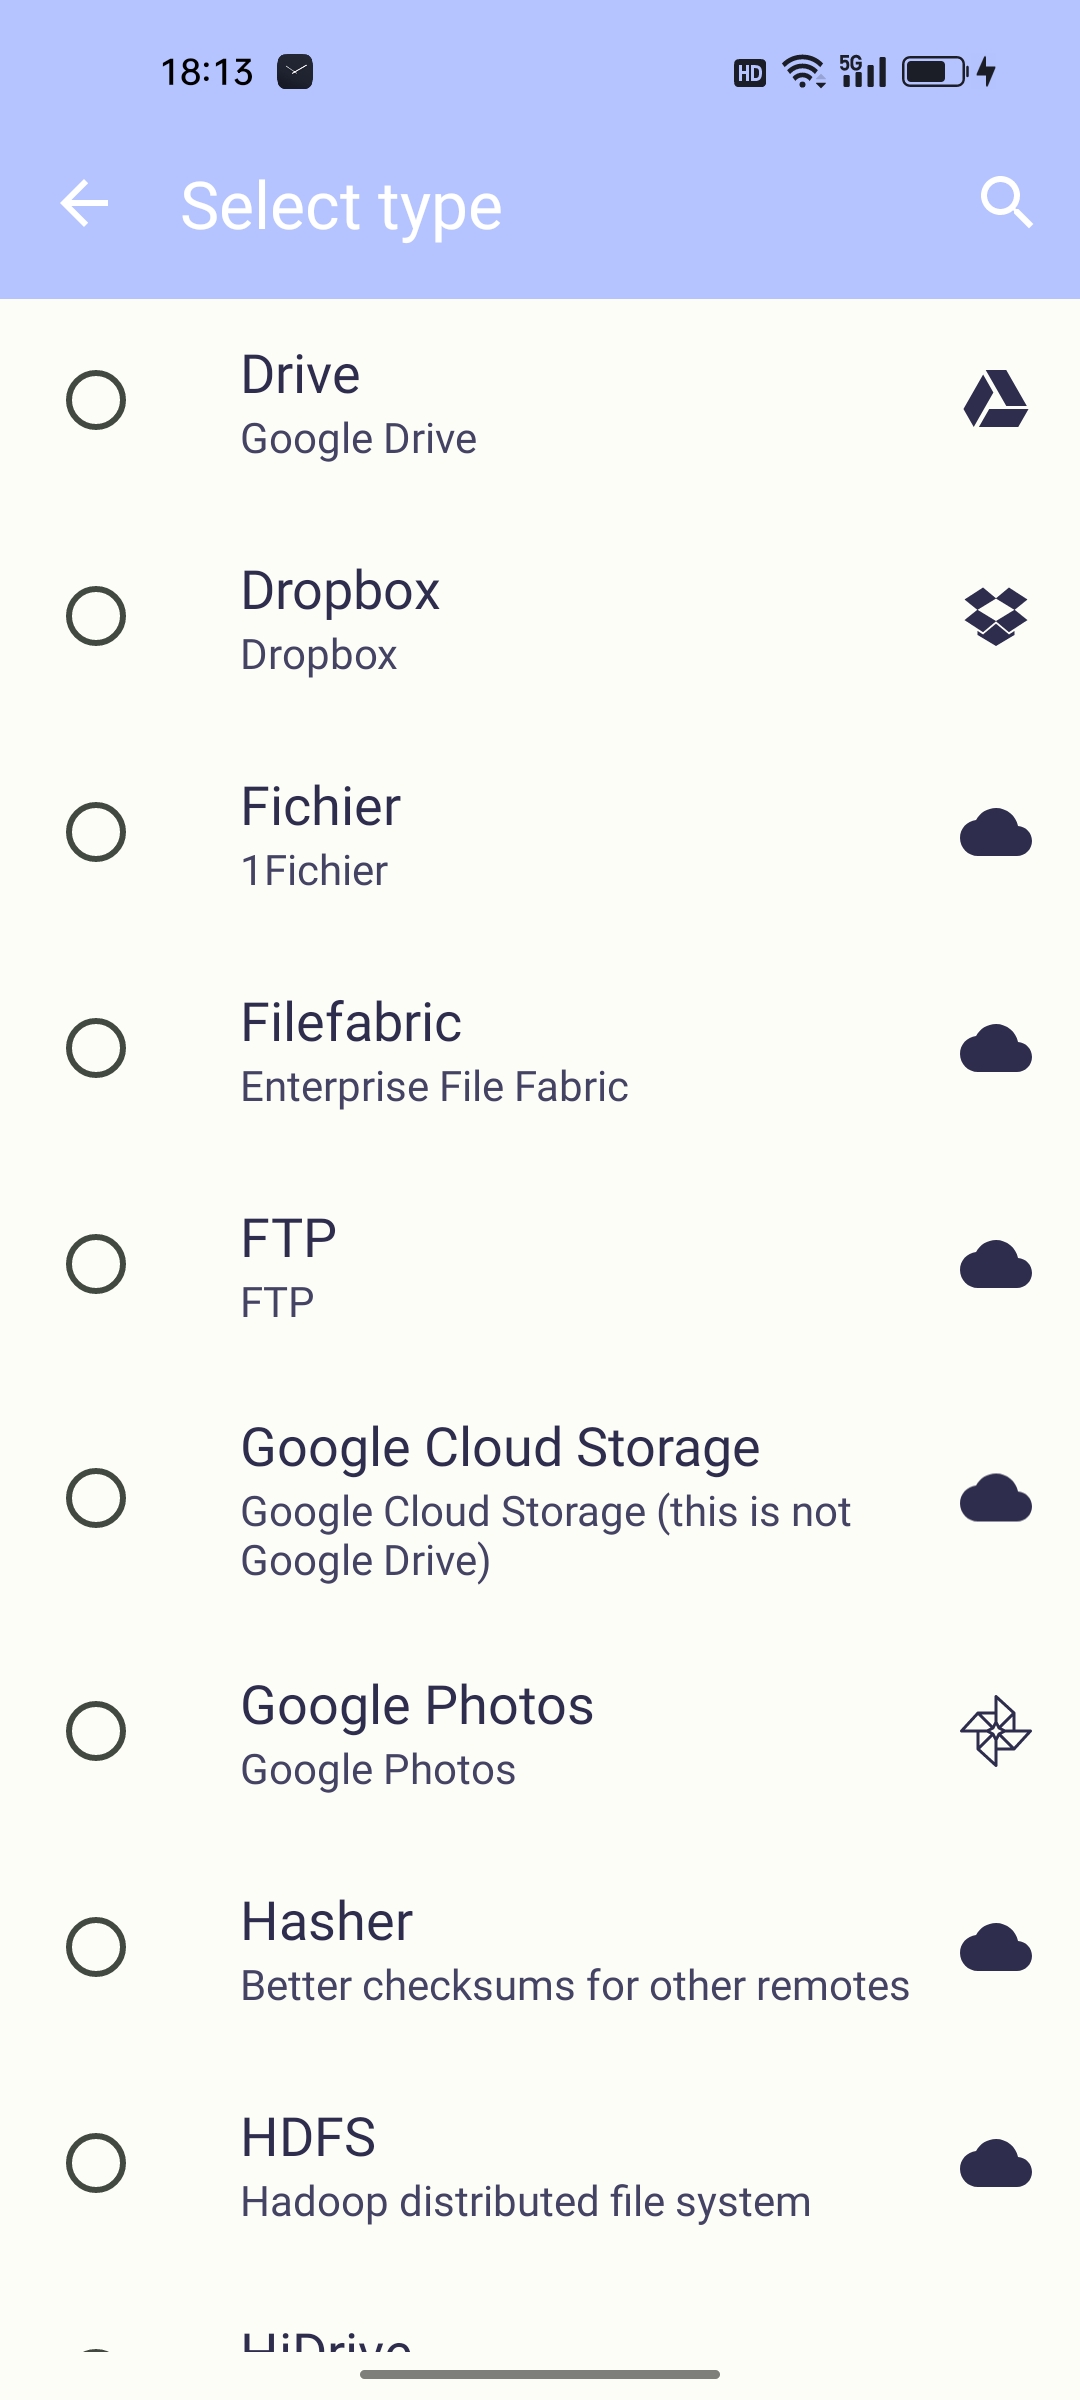 18:13
HD 5G
Select type
Drive
Google Drive
Dropbox
Dropbox
Fichier
1Fichier
Filefabric
Enterprise File Fabric
FTP
FTP
Google Cloud Storage
Google Cloud Storage (this is not
Google Drive)
Google Photos
Google Photos
Hasher
Better checksums for other remotes
HDFS
Hadoop distributed file system
HiDrive